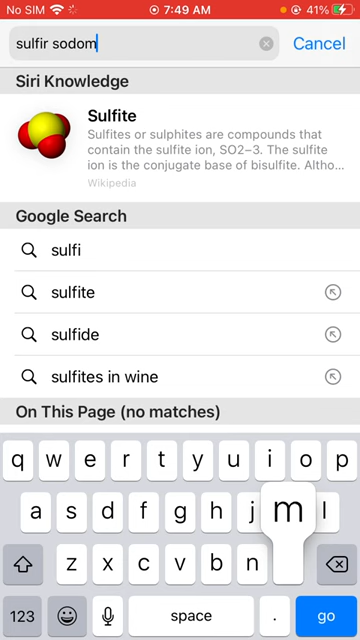 No SIM 7:49 AM 41%
sulfir sodom Cancel
Siri Knowledge
Sulfite
Sulfites or sulphites are compounds that
contain the sulfite ion, SO2−3. The sulfite
ion is the conjugate base of bisulfite. Altho...
Wikipedia
Google Search
sulfi
sulfite
sulfide
sulfites in wine
On This Page (no matches)
q w e r t y u i o p
a s d f g h j m l
z x c v b n
123 space . go